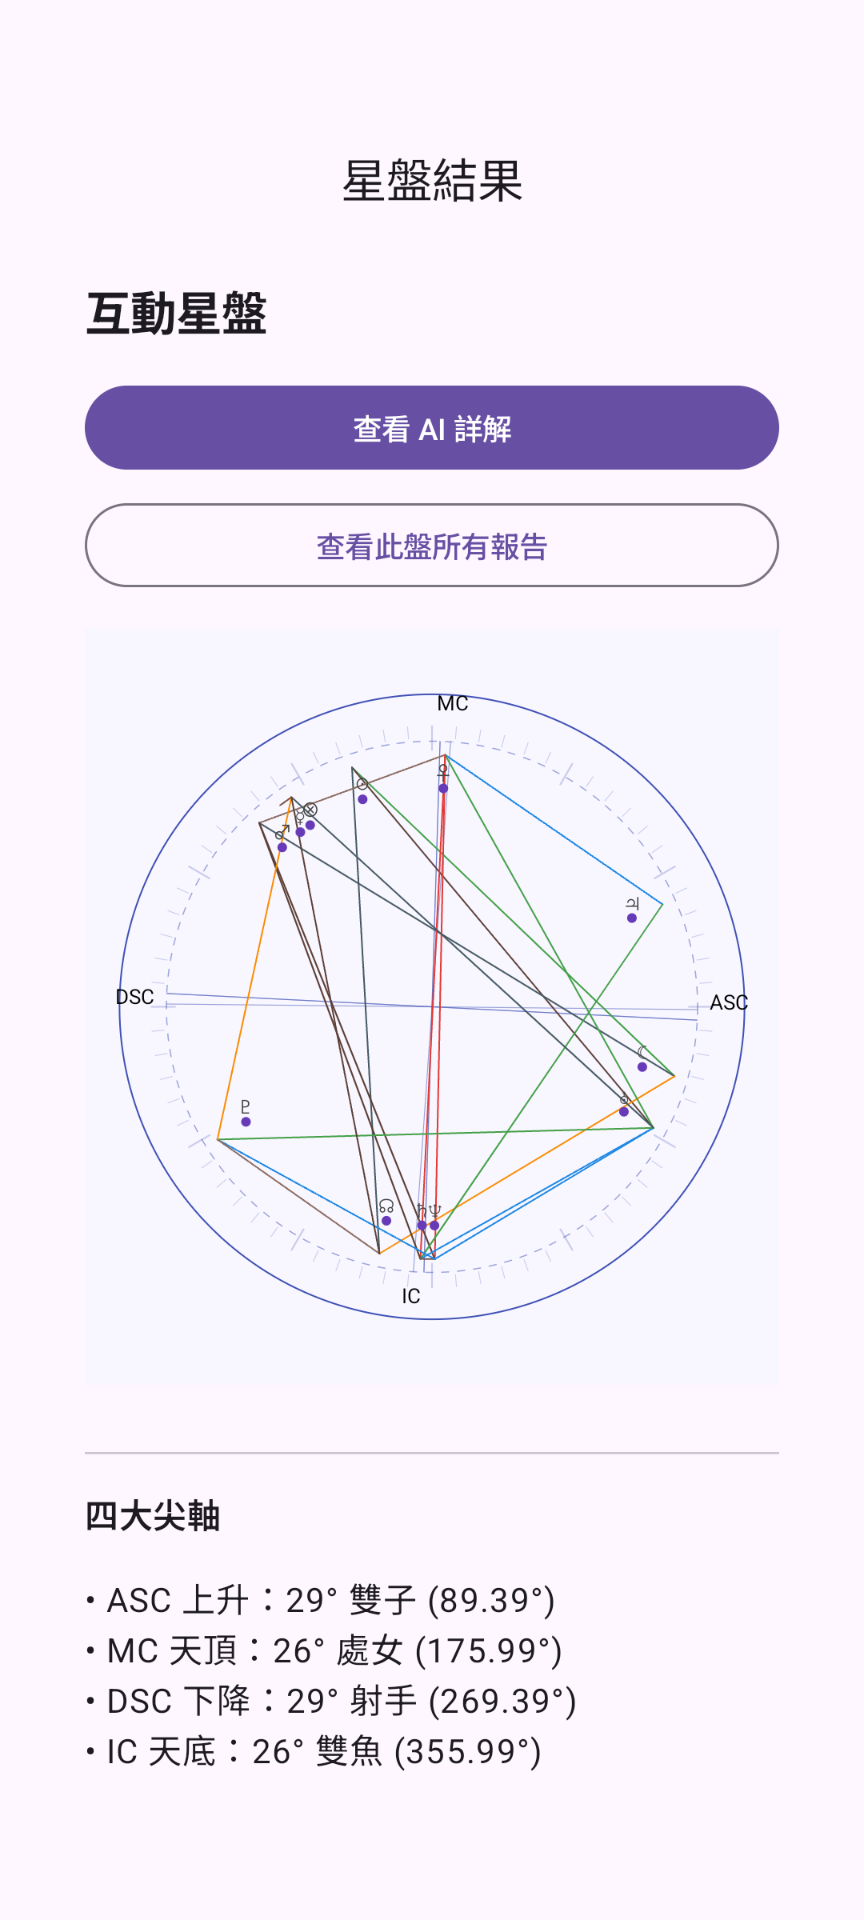 星盤結果
互動星盤
查看 AI 詳解
查看此盤所有報告
MC
DSC
ASC
IC
四大尖軸
• ASC 上升：29° 雙子 (89.39°)
• MC 天頂：26° 處女 (175.99°)
• DSC 下降：29° 射手 (269.39°)
• IC 天底：26° 雙魚 (355.99°)